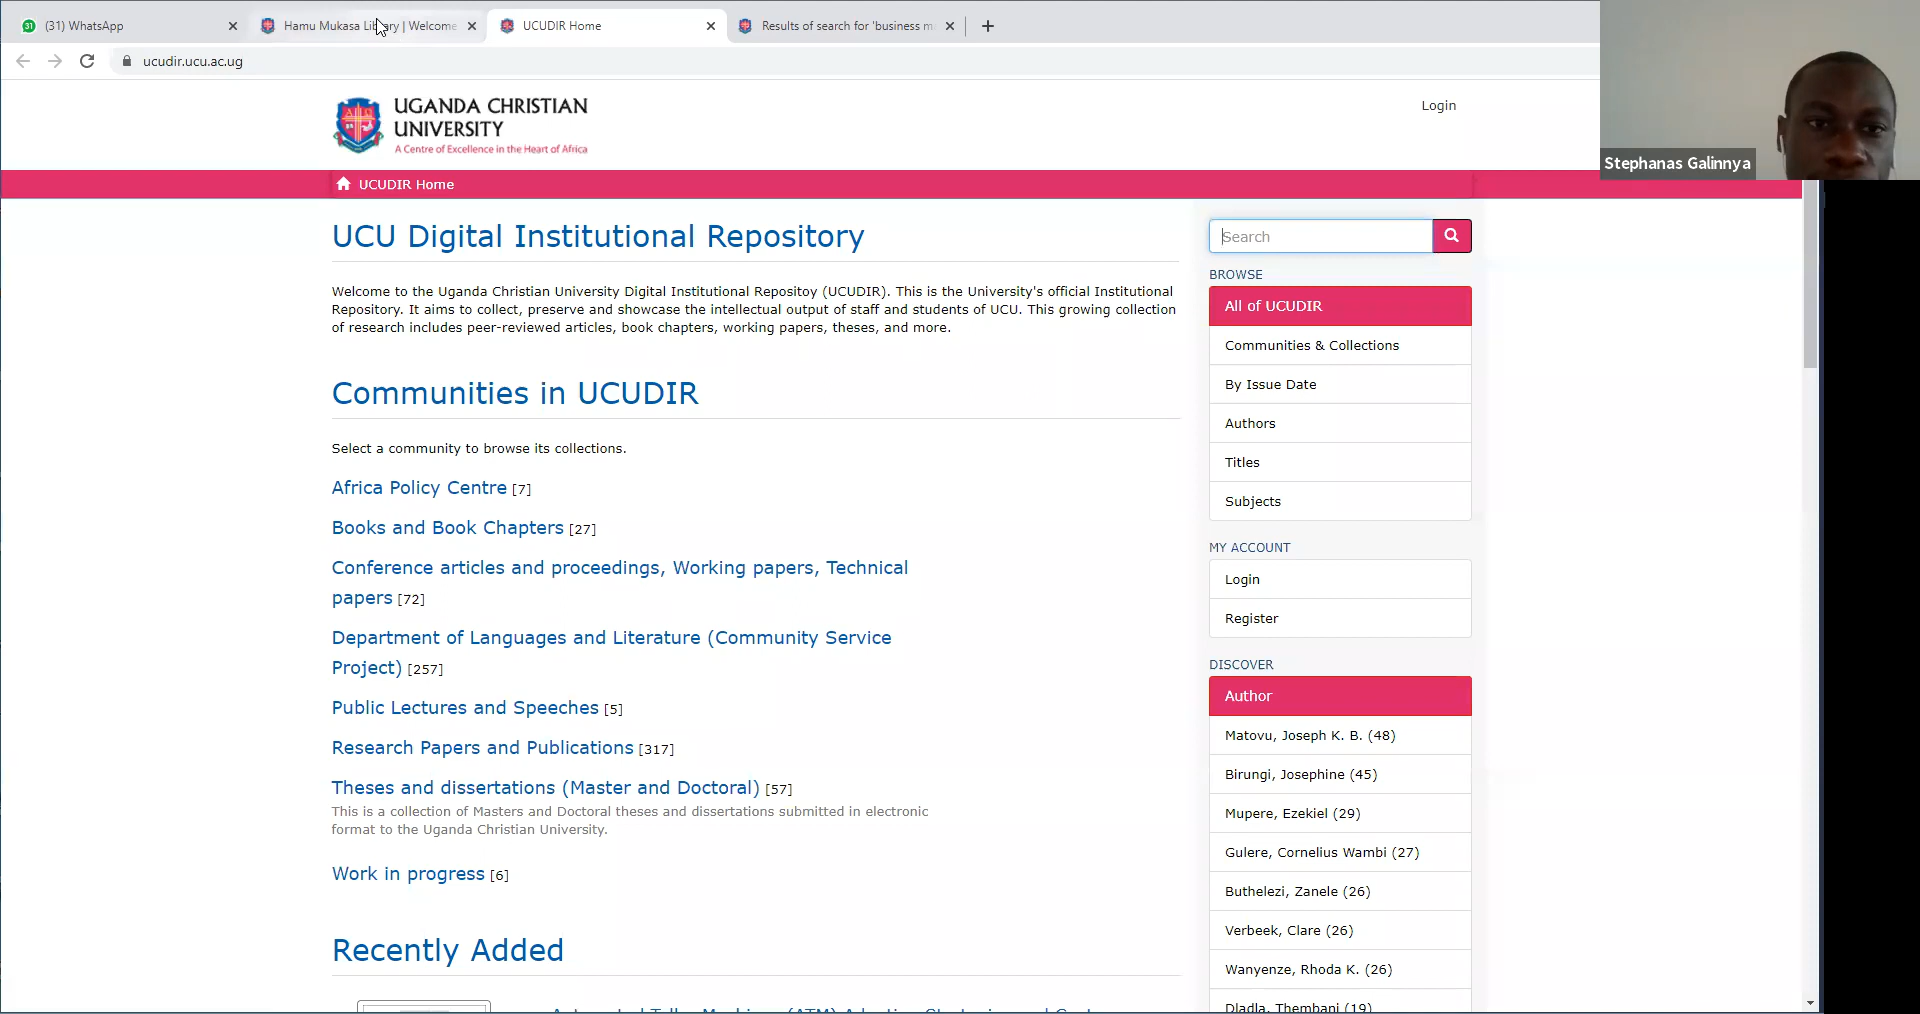 (31) WhatsApp
Hamu Mukasa Library | Welcome
UCUDIR Home
Results of search for 'business m
ucudir.ucu.ac.ug
UGANDA CHRISTIAN
UNIVERSITY
A Centre of Excellence in the Heart of Africa
Login
Stephanas Galinnya
UCUDIR Home
UCU Digital Institutional Repository
Welcome to the Uganda Christian University Digital Institutional Repositoy (UCUDIR). This is the University's official Institutional
Repository. It aims to collect, preserve and showcase the intellectual output of staff and students of UCU. This growing collection
of research includes peer-reviewed articles, book chapters, working papers, theses, and more.
Communities in UCUDIR
Select a community to browse its collections.
Africa Policy Centre [7]
Books and Book Chapters [27]
Conference articles and proceedings, Working papers, Technical
papers [72]
Department of Languages and Literature (Community Service
Project) [257]
Public Lectures and Speeches [5]
Research Papers and Publications [317]
Theses and dissertations (Master and Doctoral) [57]
This is a collection of Masters and Doctoral theses and dissertations submitted in electronic
format to the Uganda Christian University.
Work in progress [6]
Recently Added
Search
BROWSE
All of UCUDIR
Communities & Collections
By Issue Date
Authors
Titles
Subjects
MY ACCOUNT
Login
Register
DISCOVER
Author
Matovu, Joseph K. B. (48)
Birungi, Josephine (45)
Mupere, Ezekiel (29)
Gulere, Cornelius Wambi (27)
Buthelezi, Zanele (26)
Verbeek, Clare (26)
Wanyenze, Rhoda K. (26)
Dladla, Thembani (19)